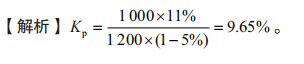 【解析】Kp = 1 000×11% / 1 200×(1−5%) = 9.65%。